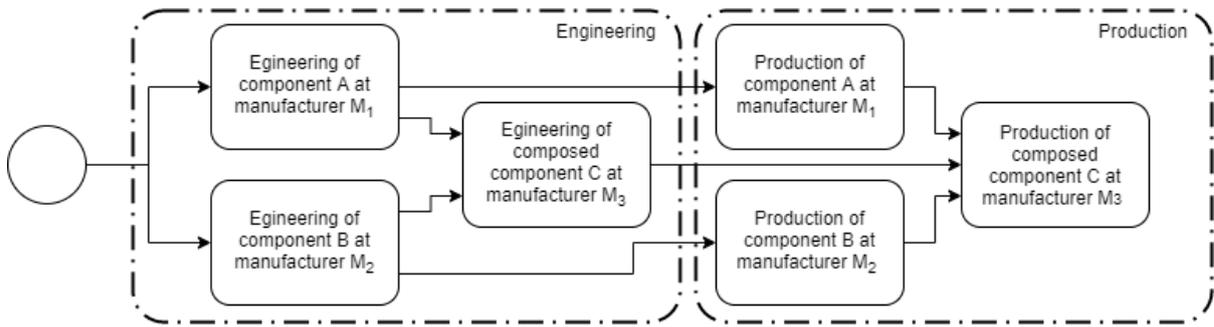 Engineering
Egineering of
component A at
manufacturer M₁
Egineering of
composed
component C at
manufacturer M₃
Egineering of
component B at
manufacturer M₂
Production
Production of
component A at
manufacturer M₁
Production of
composed
component C at
manufacturer M3
Production of
component B at
manufacturer M₂